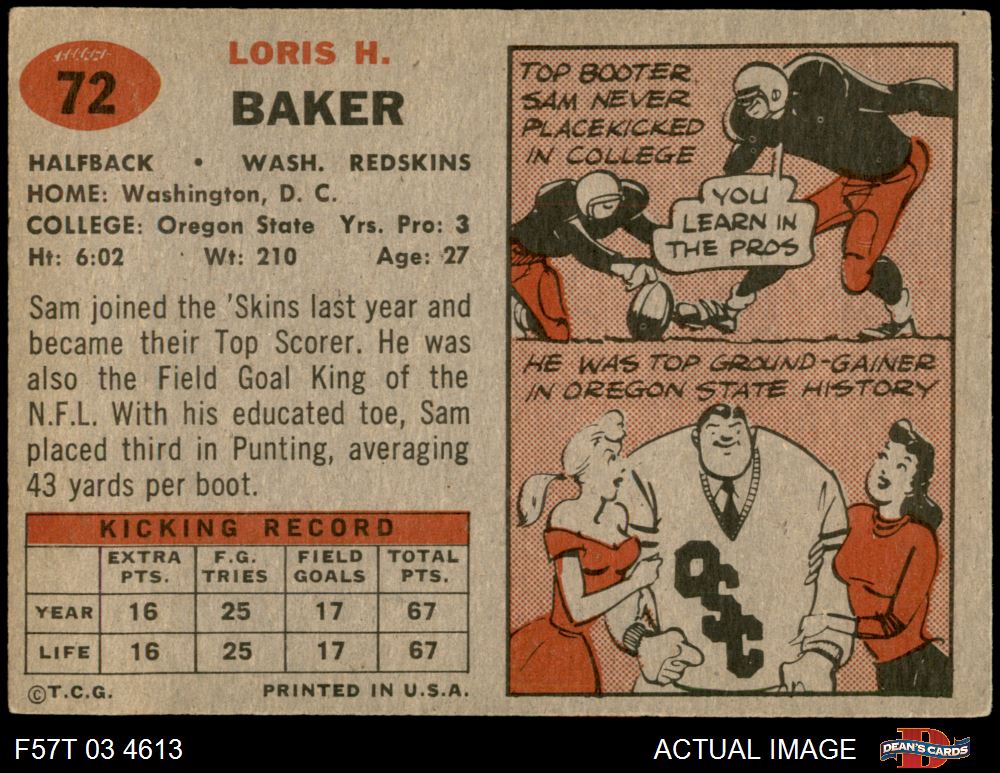 72
LORIS H.
BAKER
HALFBACK • WASH. REDSKINS
HOME: Washington, D. C.
COLLEGE: Oregon State Yrs. Pro: 3
Ht: 6:02 Wt: 210 Age: 27
Sam joined the 'Skins last year and
became their Top Scorer. He was
also the Field Goal King of the
N.F.L. With his educated toe, Sam
placed third in Punting, averaging
43 yards per boot.
KICKING RECORD
EXTRA PTS. F.G. TRIES FIELD GOALS TOTAL PTS.
YEAR 16 25 17 67
LIFE 16 25 17 67
©T.C.G. PRINTED IN U.S.A.
TOP BOOTER
SAM NEVER
PLACEKICKED
IN COLLEGE
YOU
LEARN IN
THE PROS
HE WAS TOP GROUND-GAINER
IN OREGON STATE HISTORY
OSC
F57T 03 4613 ACTUAL IMAGE DEAN'S CARDS